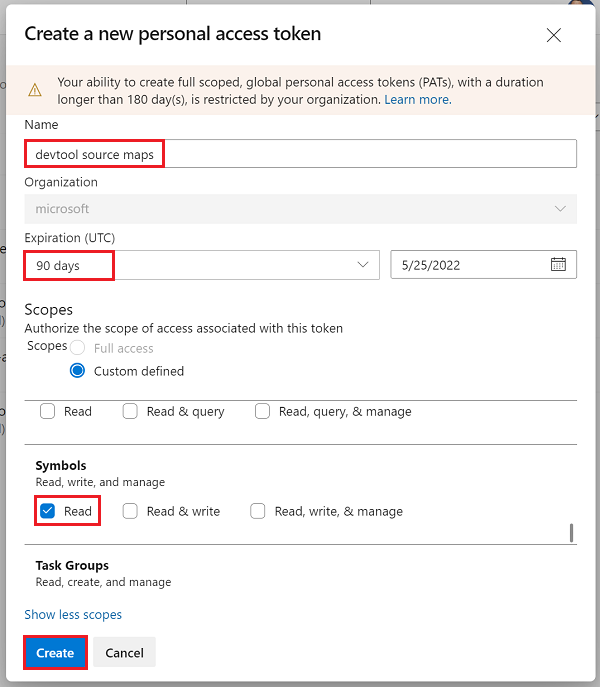 Create a new personal access token
Your ability to create full scoped, global personal access tokens (PATs), with a duration
longer than 180 day(s), is restricted by your organization. Learn more.
Name
devtool source maps
Organization
microsoft
Expiration (UTC)
90 days
5/25/2022
Scopes
Authorize the scope of access associated with this token
Scopes Full access
Custom defined
Read Read & query Read, query, & manage
Symbols
Read, write, and manage
Read Read & write Read, write, & manage
Task Groups
Read, create, and manage
Show less scopes
Create Cancel